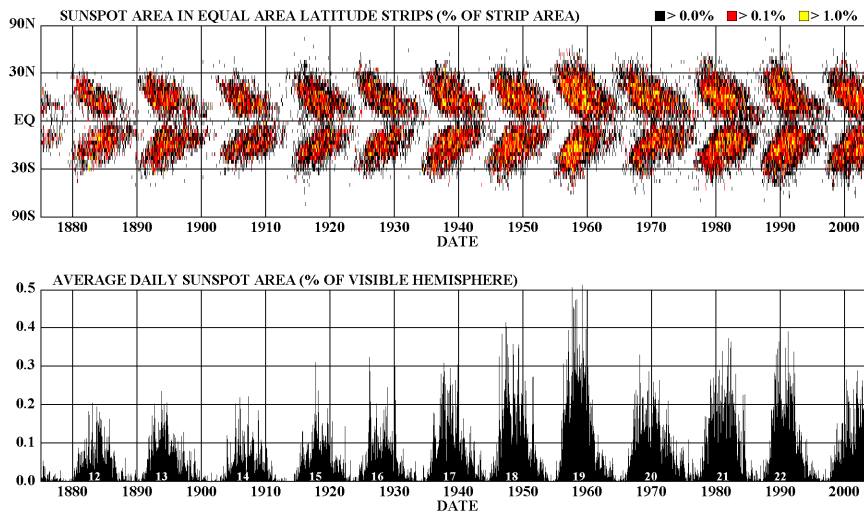 SUNSPOT AREA IN EQUAL AREA LATITUDE STRIPS (% OF STRIP AREA) > 0.0% > 0.1% > 1.0%
90N
30N
EQ
30S
90S
1880 1890 1900 1910 1920 1930 1940 1950 1960 1970 1980 1990 2000
DATE
AVERAGE DAILY SUNSPOT AREA (% OF VISIBLE HEMISPHERE)
0.5
0.4
0.3
0.2
0.1
0.0
12 13 14 15 16 17 18 19 20 21 22
1880 1890 1900 1910 1920 1930 1940 1950 1960 1970 1980 1990 2000
DATE